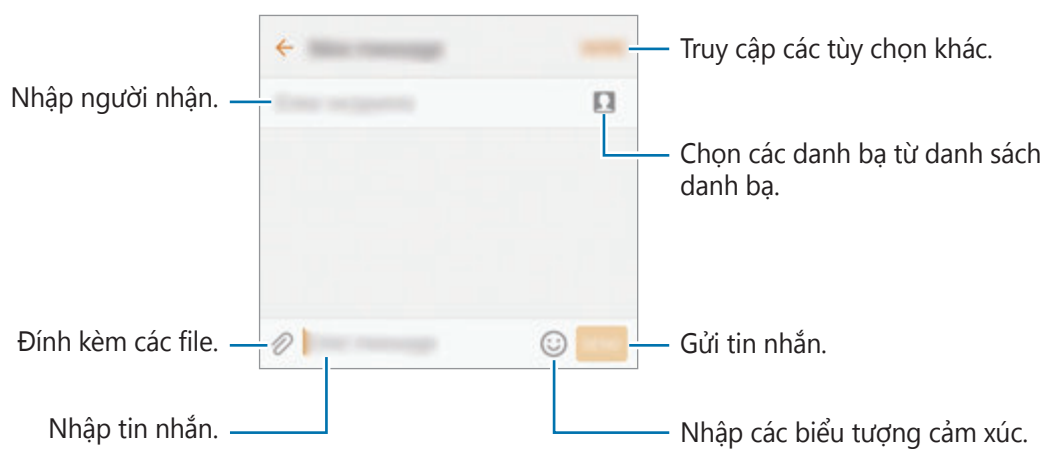 Truy cập các tùy chọn khác.
Nhập người nhận.
Chọn các danh bạ từ danh sách
danh bạ.
Đính kèm các file.
Gửi tin nhắn.
Nhập tin nhắn.
Nhập các biểu tượng cảm xúc.